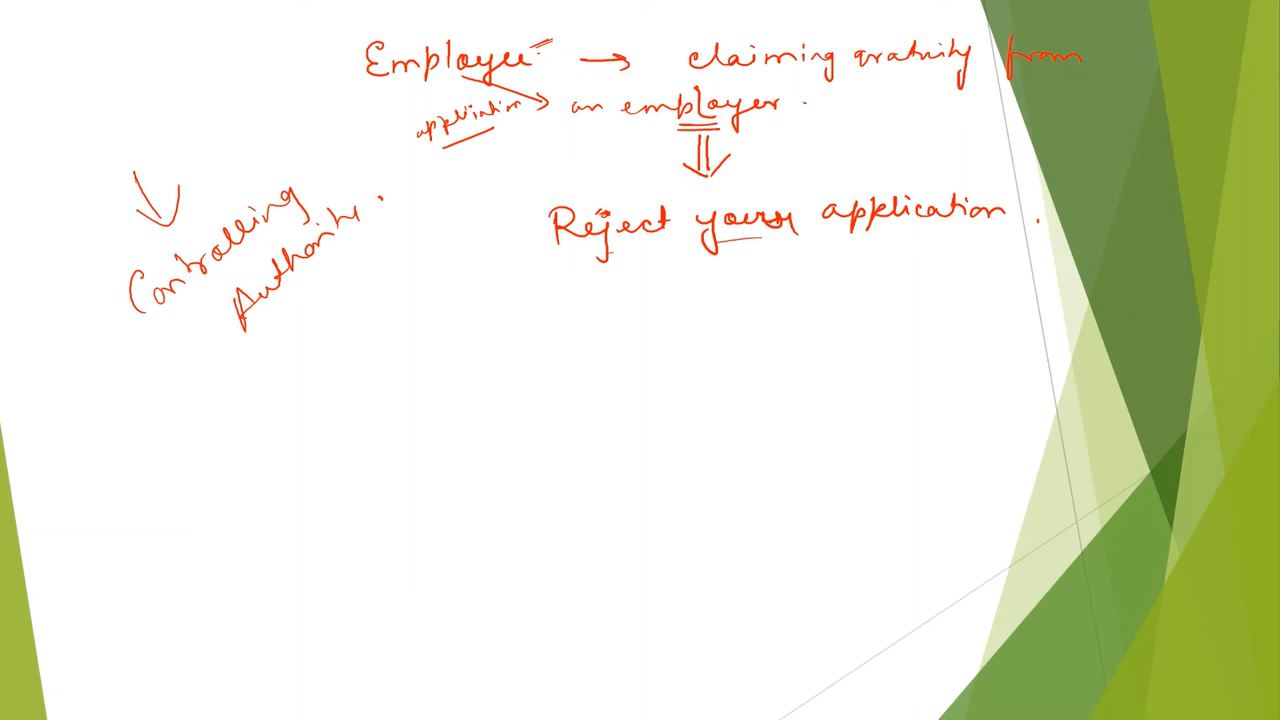 Employee → claiming gratuity from
application an employer.
Reject your application.
Controlling
Authority.